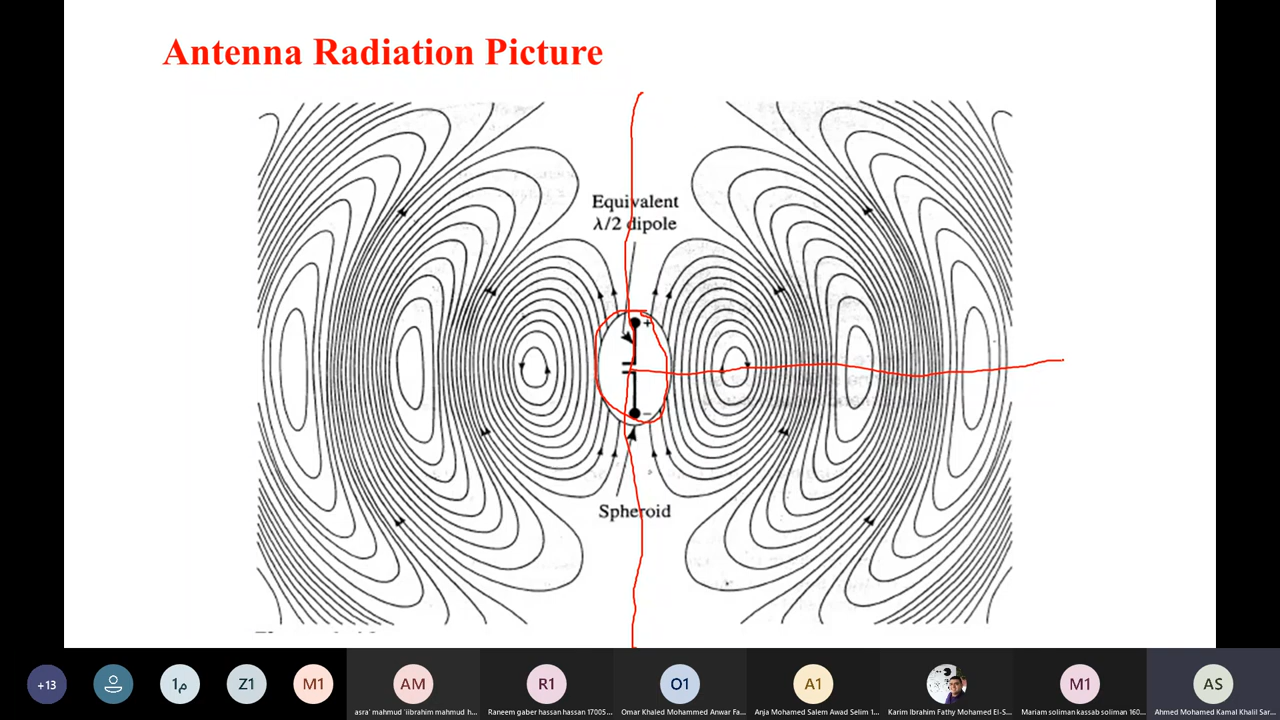 Antenna Radiation Picture
Equivalent
λ/2 dipole
+
−
Spheroid
+13
م1
Z1
M1
AM
R1
O1
A1
M1
AS
asra' mahmud 'iibrahim mahmud h...
Raneem gaber hassan hassan 17005...
Omar Khaled Mohammed Anwar Fa...
Anja Mohamed Salem Awad Selim 1...
Karim Ibrahim Fathy Mohamed El-S...
Mariam soliman kassab soliman 160...
Ahmed Mohamed Kamal Khalil Sar...